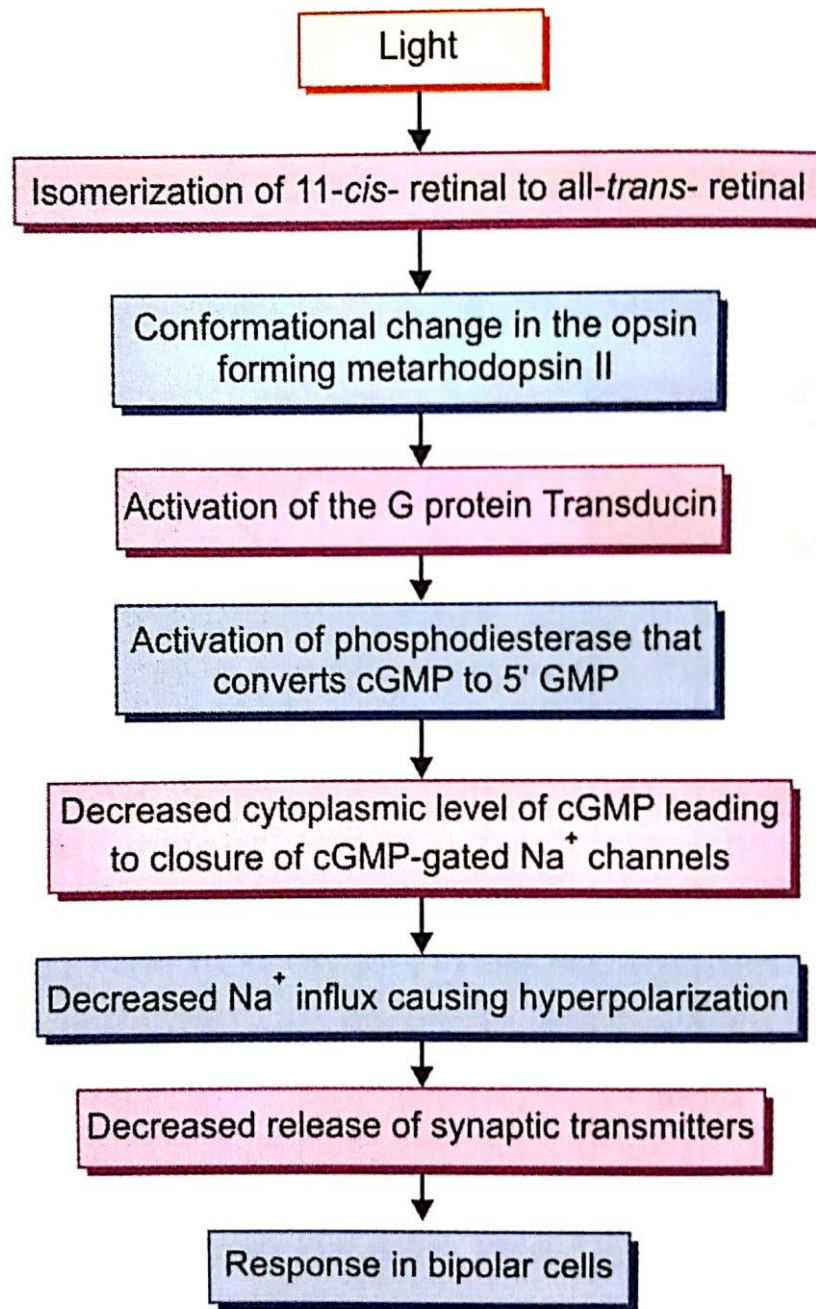 Light
Isomerization of 11-cis- retinal to all-trans- retinal
Conformational change in the opsin
forming metarhodopsin II
Activation of the G protein Transducin
Activation of phosphodiesterase that
converts cGMP to 5' GMP
Decreased cytoplasmic level of cGMP leading
to closure of cGMP-gated Na⁺ channels
Decreased Na⁺ influx causing hyperpolarization
Decreased release of synaptic transmitters
Response in bipolar cells